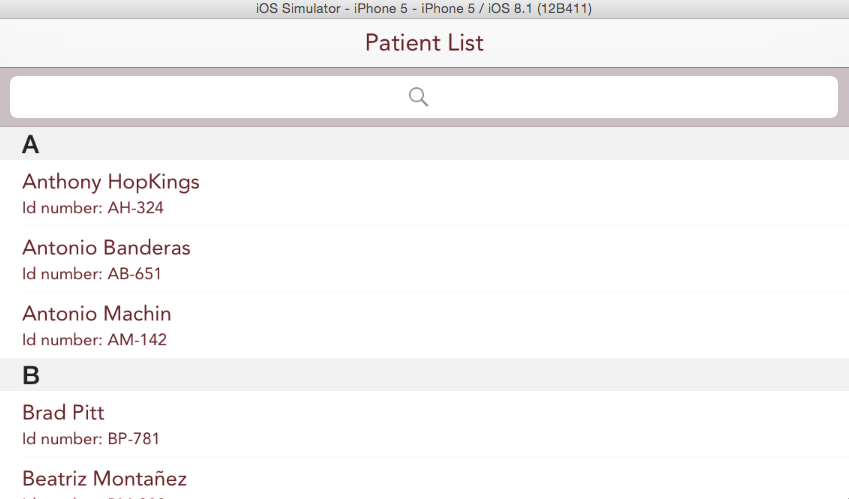 iOS Simulator - iPhone 5 - iPhone 5 / iOS 8.1 (12B411)
Patient List
A
Anthony HopKings
Id number: AH-324
Antonio Banderas
Id number: AB-651
Antonio Machin
Id number: AM-142
B
Brad Pitt
Id number: BP-781
Beatriz Montañez